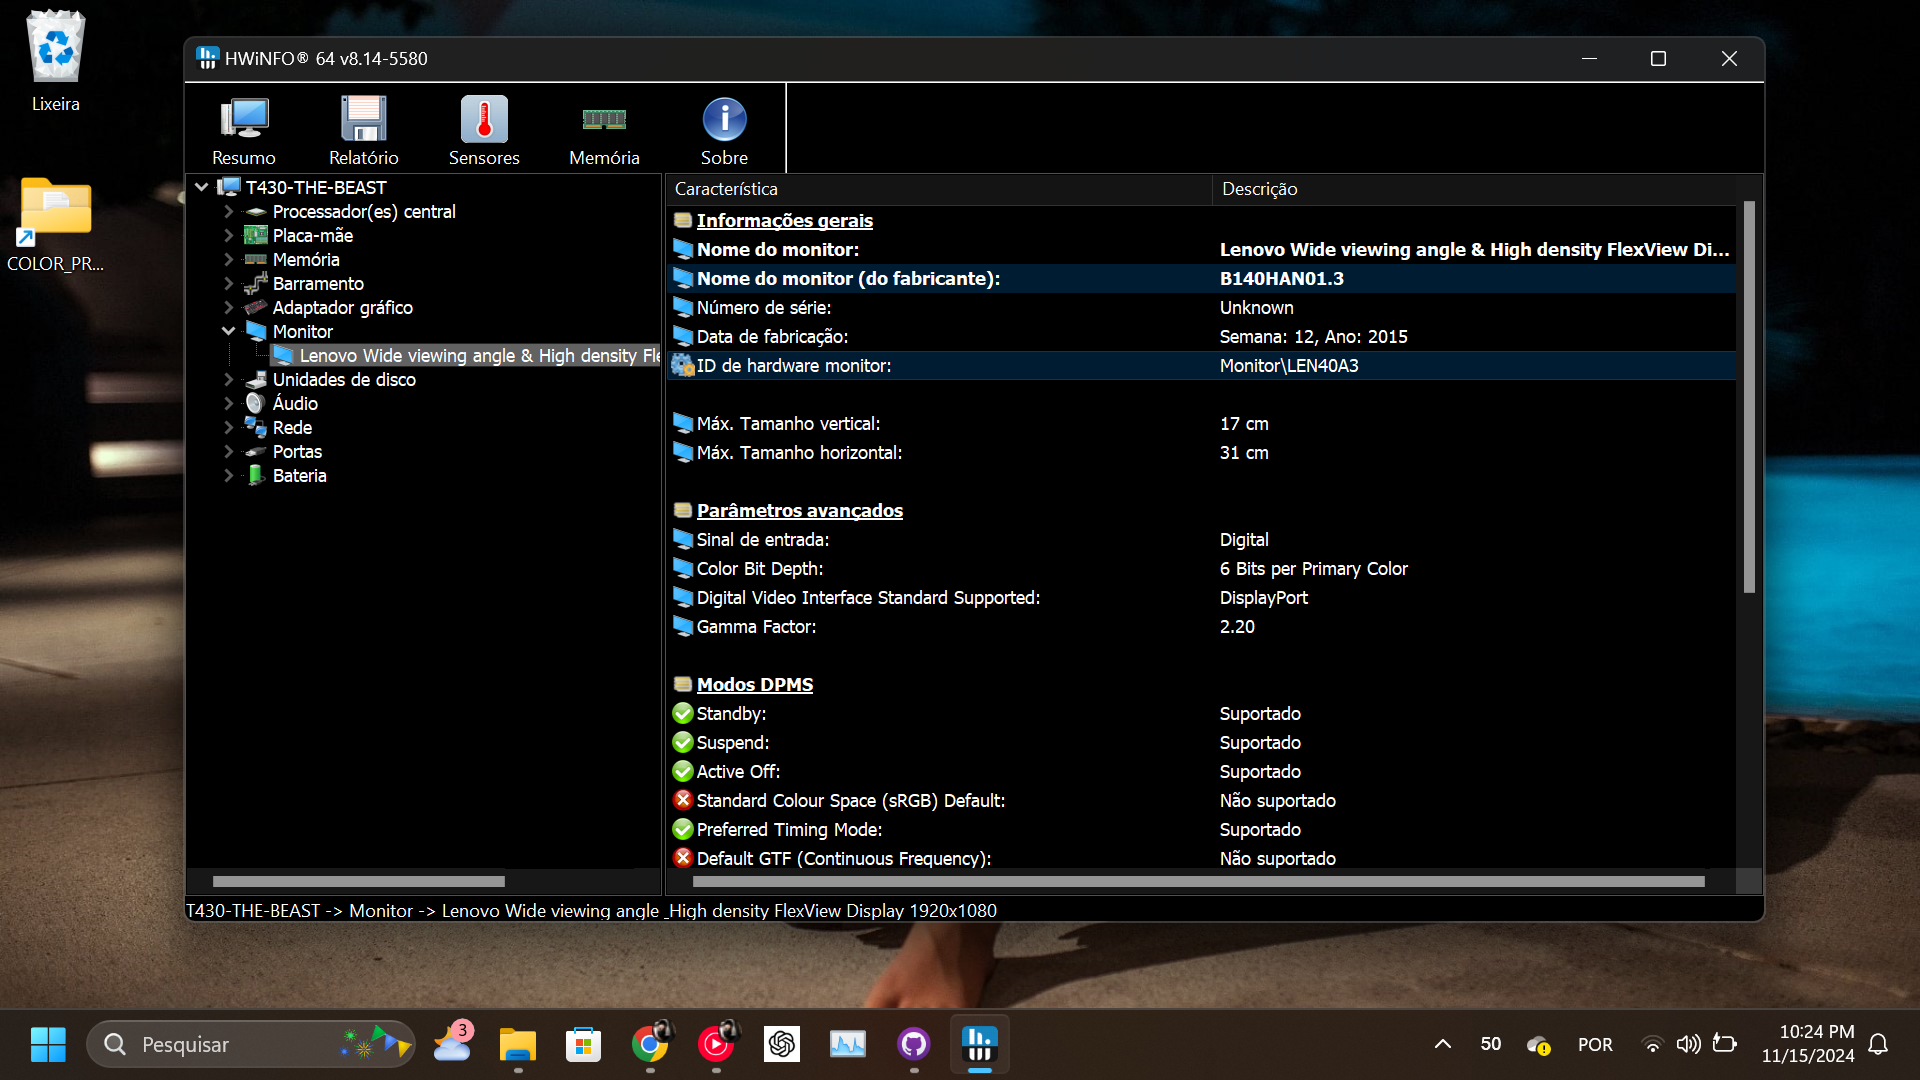 Lixeira
COLOR_PR...
HWiNFO® 64 v8.14-5580
Resumo
Relatório
Sensores
Memória
Sobre
T430-THE-BEAST
Processador(es) central
Placa-mãe
Memória
Barramento
Adaptador gráfico
Monitor
Lenovo Wide viewing angle & High density Fle
Unidades de disco
Áudio
Rede
Portas
Bateria
Característica Descrição
Informações gerais
Nome do monitor: Lenovo Wide viewing angle & High density FlexView Di...
Nome do monitor (do fabricante): B140HAN01.3
Número de série: Unknown
Data de fabricação: Semana: 12, Ano: 2015
ID de hardware monitor: Monitor\LEN40A3
Máx. Tamanho vertical: 17 cm
Máx. Tamanho horizontal: 31 cm
Parâmetros avançados
Sinal de entrada: Digital
Color Bit Depth: 6 Bits per Primary Color
Digital Video Interface Standard Supported: DisplayPort
Gamma Factor: 2.20
Modos DPMS
Standby: Suportado
Suspend: Suportado
Active Off: Suportado
Standard Colour Space (sRGB) Default: Não suportado
Preferred Timing Mode: Suportado
Default GTF (Continuous Frequency): Não suportado
T430-THE-BEAST -> Monitor -> Lenovo Wide viewing angle _High density FlexView Display 1920x1080
Pesquisar
3
50
POR
10:24 PM
11/15/2024